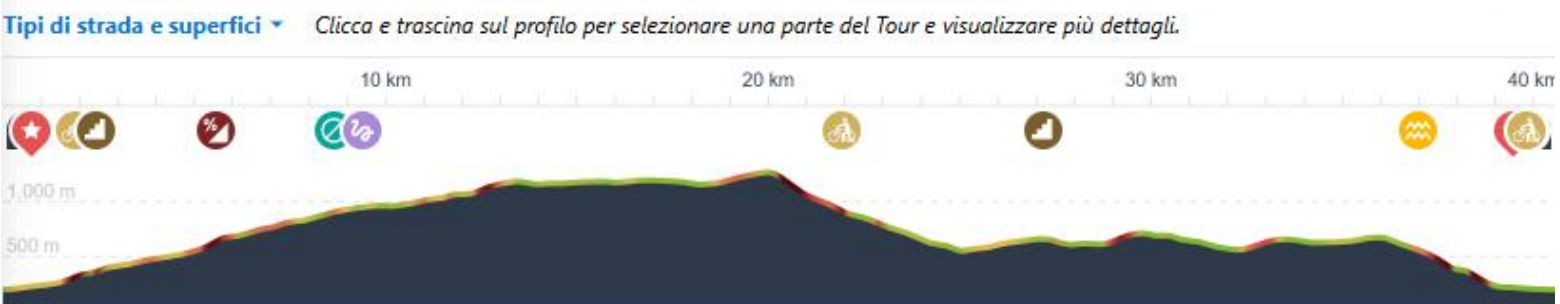 Tipi di strada e superfici Clicca e trascina sul profilo per selezionare una parte del Tour e visualizzare più dettagli.
10 km 20 km 30 km 40 km
%
1,000 m
500 m